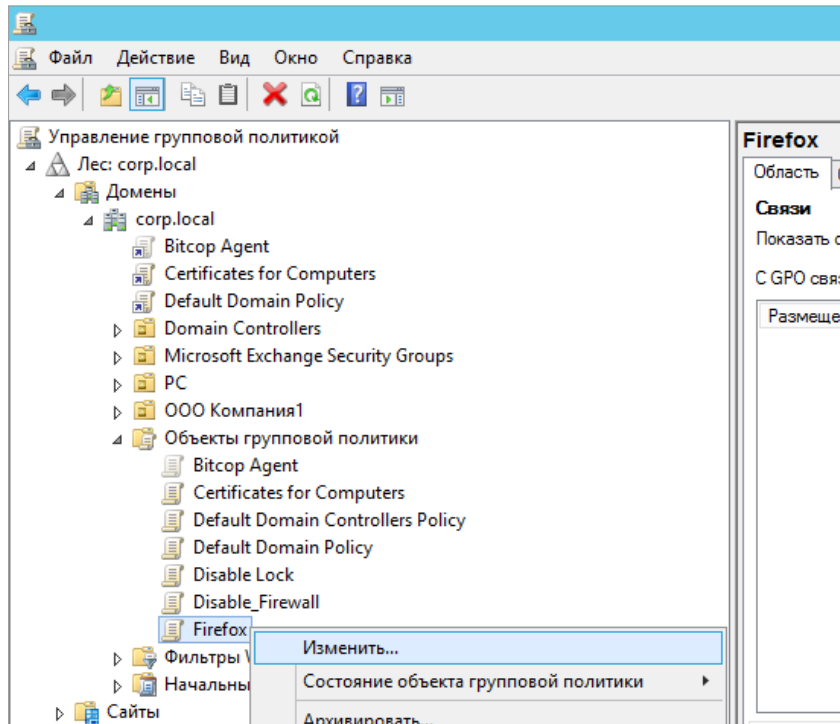 Файл Действие Вид Окно Справка
Управление групповой политикой
Лес: corp.local
Домены
corp.local
Bitcop Agent
Certificates for Computers
Default Domain Policy
Domain Controllers
Microsoft Exchange Security Groups
PC
ООО Компания1
Объекты групповой политики
Bitcop Agent
Certificates for Computers
Default Domain Controllers Policy
Default Domain Policy
Disable Lock
Disable_Firewall
Firefox
Фильтры
Начальны
Сайты
Изменить...
Состояние объекта групповой политики
Архивировать...
Firefox
Область
Связи
Показать с
С GPO свя
Размеще